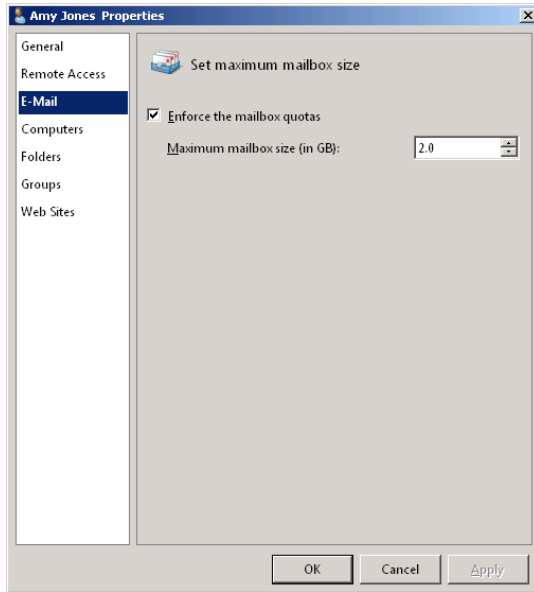 Amy Jones Properties
General
Remote Access
E-Mail
Computers
Folders
Groups
Web Sites
Set maximum mailbox size
Enforce the mailbox quotas
Maximum mailbox size (in GB):
2.0
OK
Cancel
Apply